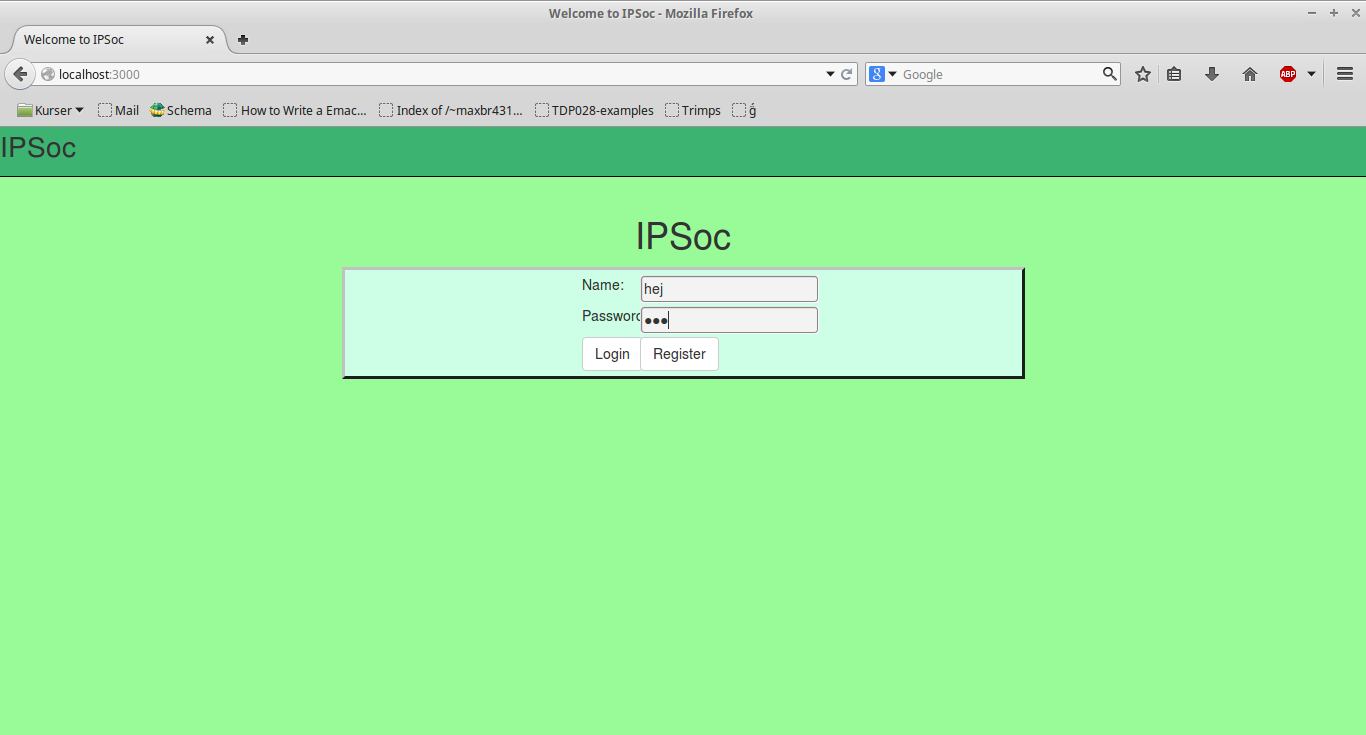 Welcome to IPSoc - Mozilla Firefox
Welcome to IPSoc
localhost:3000
Google
ABP
Kurser Mail Schema How to Write a Emac... Index of /~maxbr431... TDP028-examples Trimps ǵ
IPSoc
IPSoc
Name: hej
Password •••
Login Register